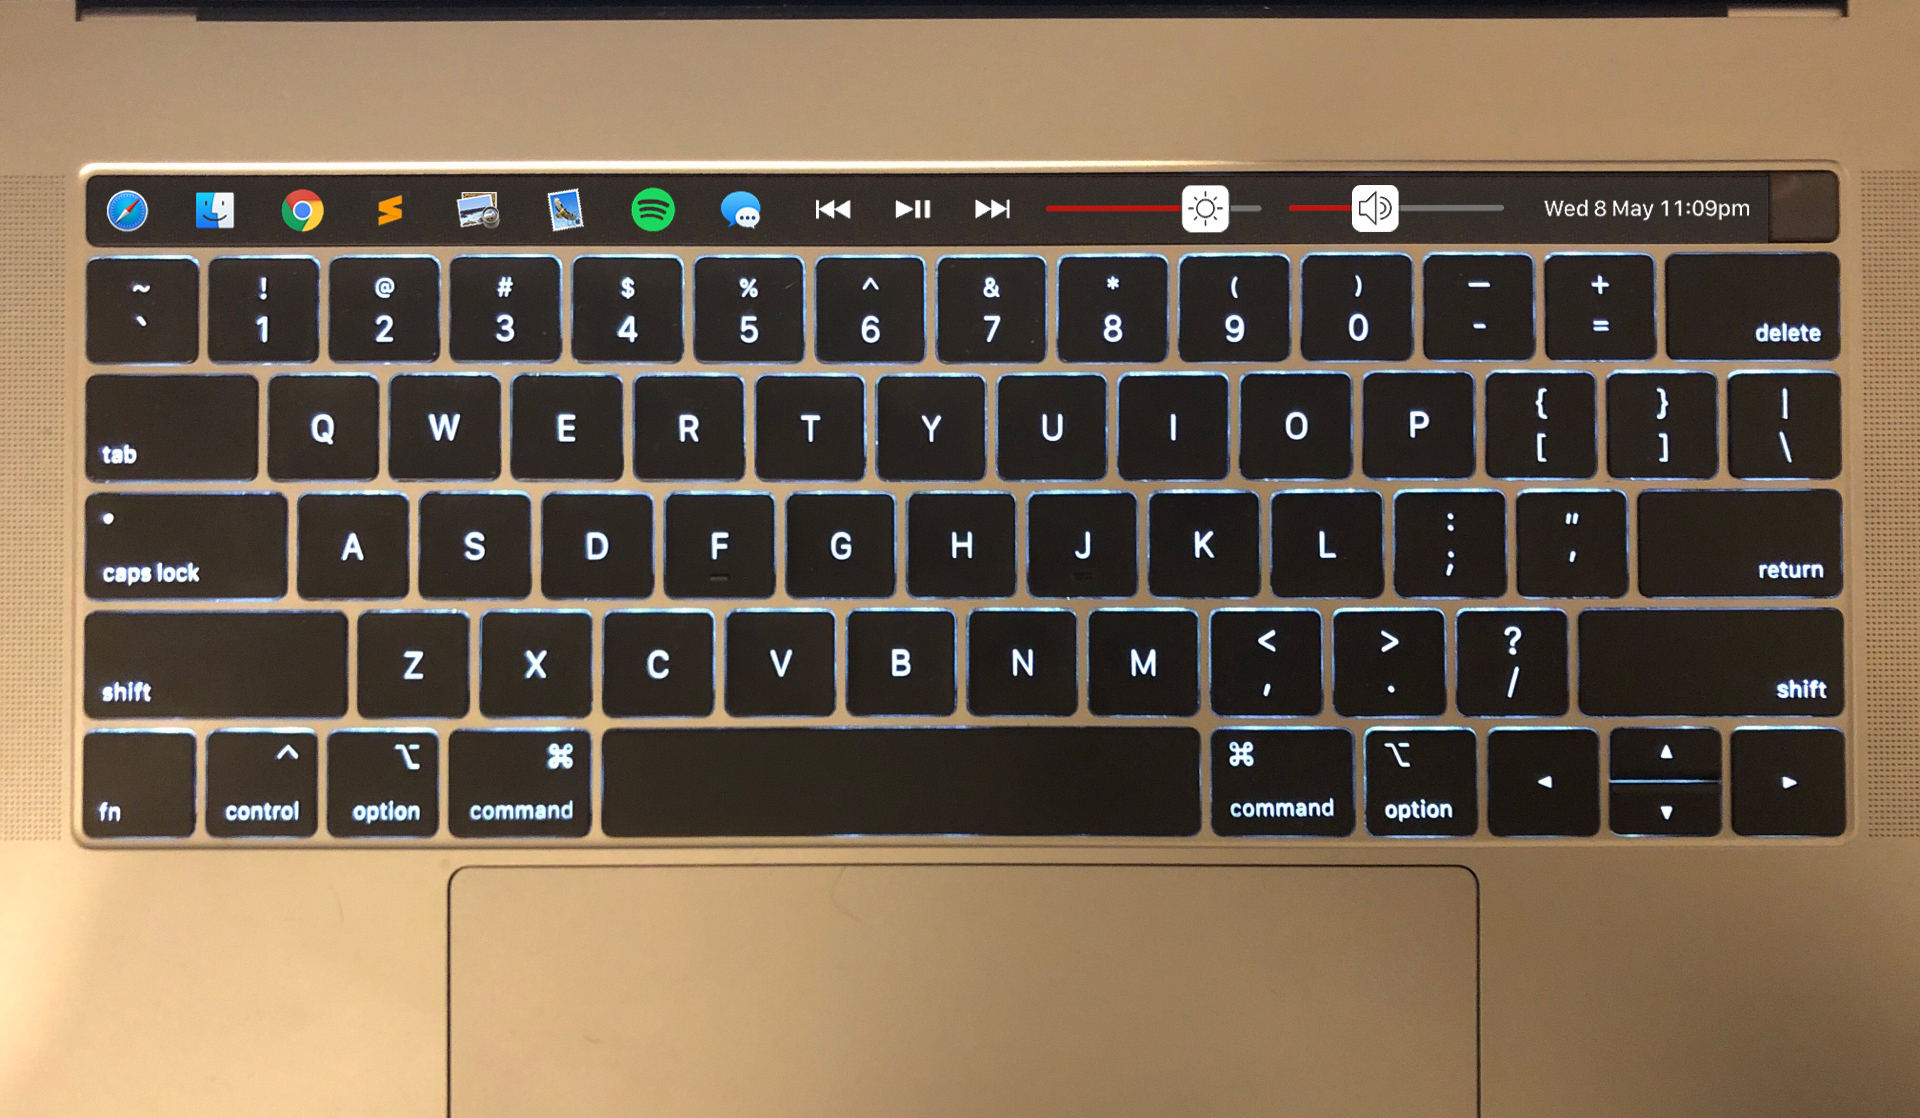 Wed 8 May 11:09pm
~ ! @ # $ % ^ & * ( ) — +
` 1 2 3 4 5 6 7 8 9 0 - = delete
{ } |
tab Q W E R T Y U I O P [ ] \
: "
caps lock A S D F G H J K L ; ' return
< > ?
shift Z X C V B N M , . / shift
^ ⌥ ⌘ ⌘ ⌥ ▲
◀ ▶
fn control option command command option ▼